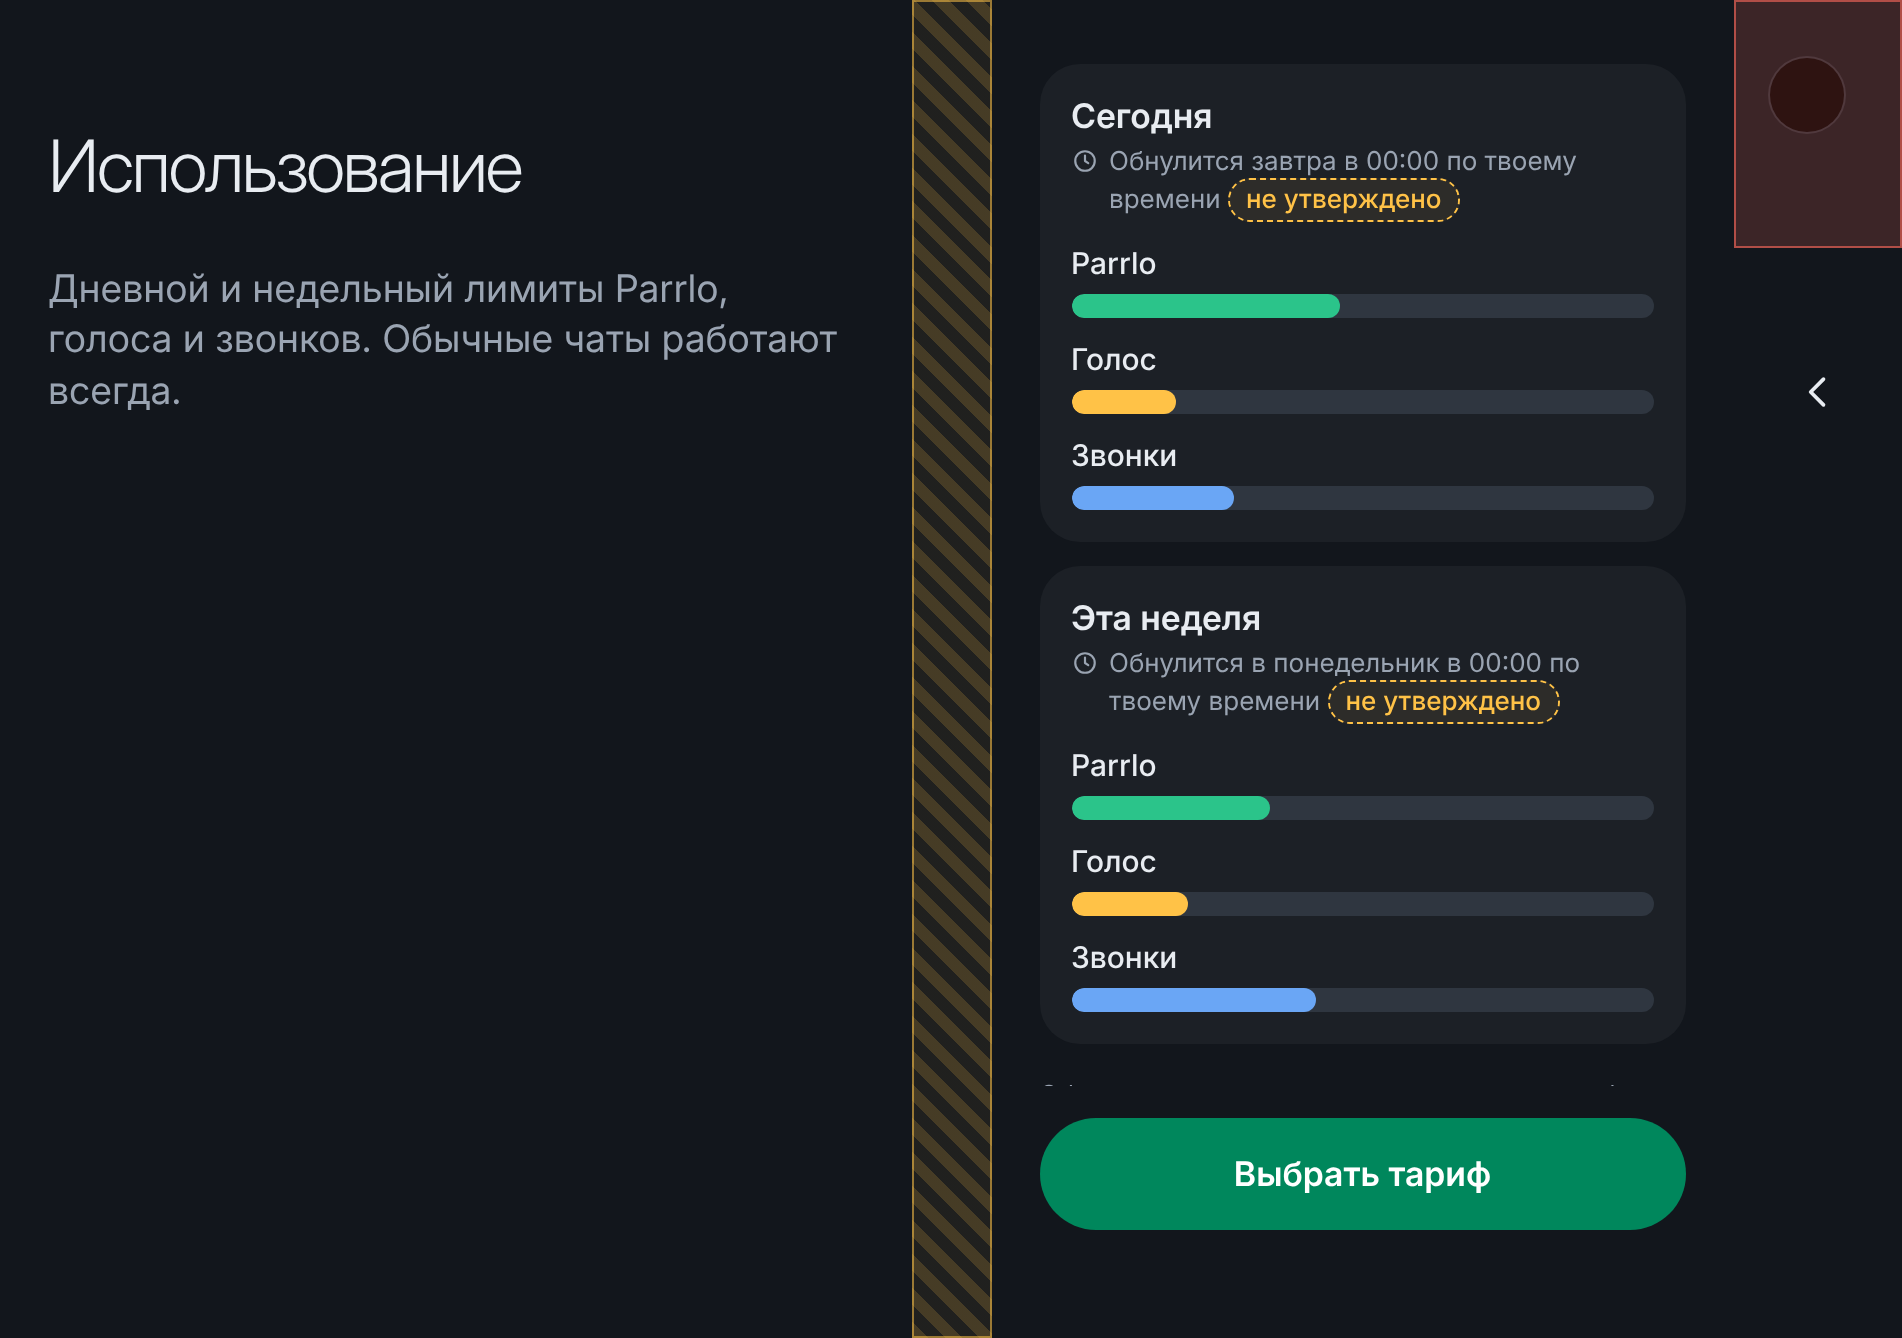 Использование
Дневной и недельный лимиты Parrlo,
голоса и звонков. Обычные чаты работают
всегда.
Сегодня
Обнулится завтра в 00:00 по твоему
времени не утверждено
Parrlo
Голос
Звонки
Эта неделя
Обнулится в понедельник в 00:00 по
твоему времени не утверждено
Parrlo
Голос
Звонки
Выбрать тариф